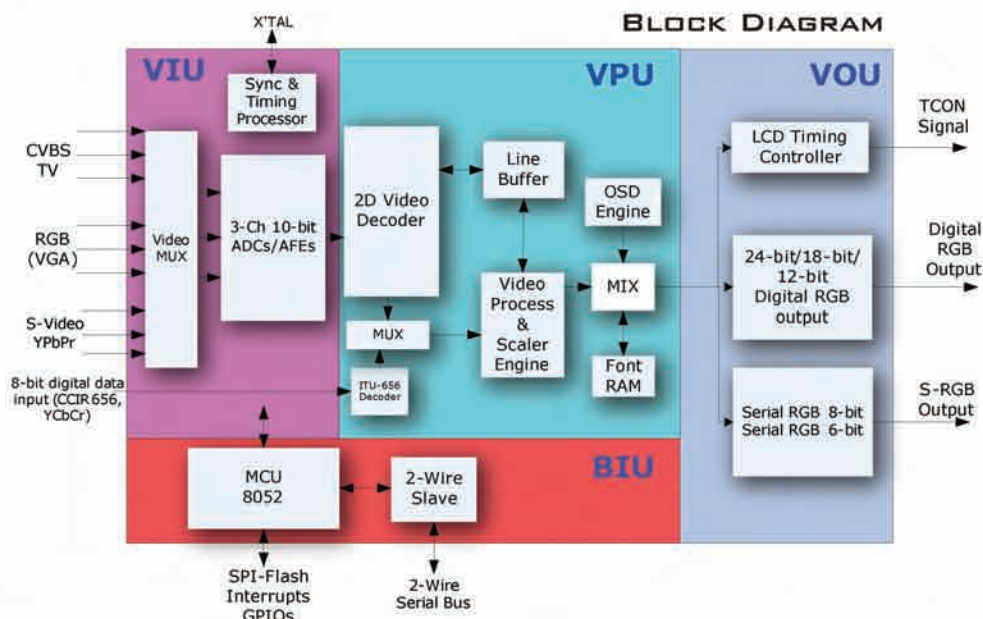 BLOCK DIAGRAM
X'TAL
VIU
VPU
VOU
Sync &
Timing
Processor
CVBS
TV
RGB
(VGA)
S-Video
YPbPr
8-bit digital data
input (CCIR 656,
YCbCr)
Video
MUX
3-Ch 10-bit
ADCs/AFEs
2D Video
Decoder
MUX
ITU-656
Decoder
Line
Buffer
Video
Process
&
Scaler
Engine
OSD
Engine
MIX
Font
RAM
LCD Timing
Controller
24-bit/18-bit/
12-bit
Digital RGB
output
Serial RGB 8-bit
Serial RGB 6-bit
TCON
Signal
Digital
RGB
Output
S-RGB
Output
BIU
MCU
8052
2-Wire
Slave
SPI-Flash
Interrupts
GPIOs
2-Wire
Serial Bus